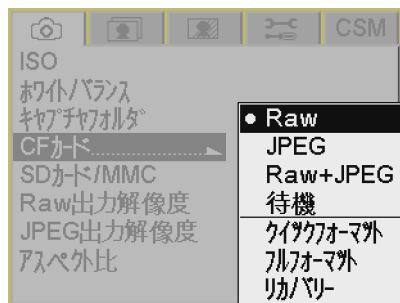 CSM
ISO
ホワイトバランス
キャプチャフォルダ
CFカード
SDカード/MMC
Raw出力解像度
JPEG出力解像度
アスペクト比
Raw
JPEG
Raw+JPEG
待機
クイックフォーマット
フルフォーマット
リカバリー